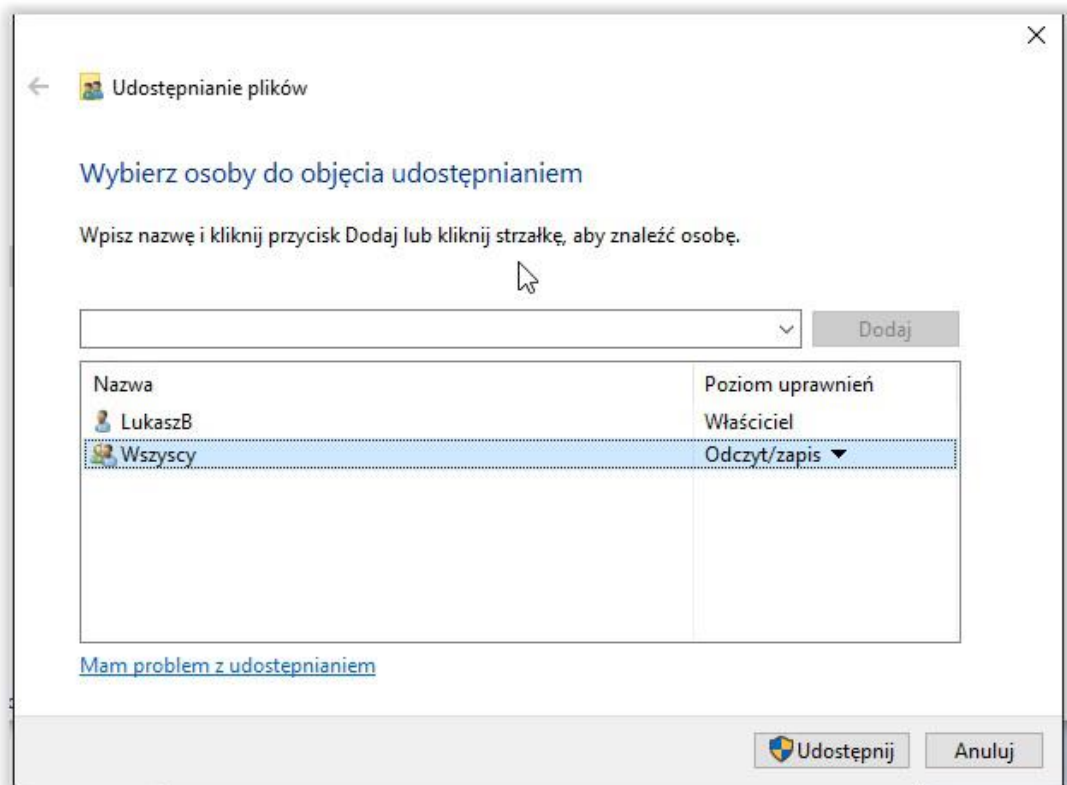 Udostępnianie plików
Wybierz osoby do objęcia udostępnianiem
Wpisz nazwę i kliknij przycisk Dodaj lub kliknij strzałkę, aby znaleźć osobę.
Dodaj
Nazwa Poziom uprawnień
LukaszB Właściciel
Wszyscy Odczyt/zapis
Mam problem z udostępnianiem
Udostępnij Anuluj